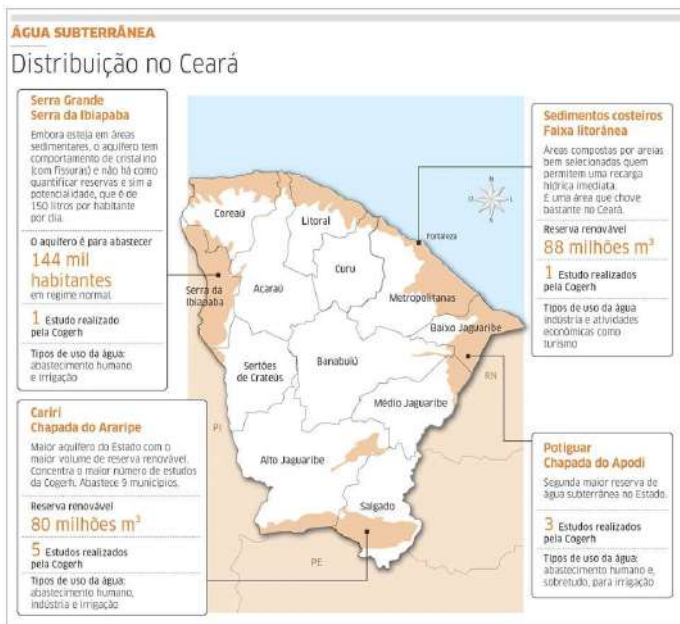 ÁGUA SUBTERRÂNEA
Distribuição no Ceará
Serra Grande
Serra da Ibiapaba
Embora esteja em áreas
sedimentares, o aquífero tem
comportamento de cristalino
(com fissuras) e não há como
quantificar reservas e sim a
potencialidade, que é de
150 litros por habitante
por dia.
O aquífero é para abastecer
144 mil
habitantes
em regime normal
1 Estudo realizado
pela Cogerh
Tipos de uso da água:
abastecimento humano
e irrigação
Cariri
Chapada do Araripe
Maior aquífero do Estado com o
maior volume de reserva renovável.
Concentra o maior número de estudos
da Cogerh. Abastece 9 municípios.
Reserva renovável
80 milhões m³
5 Estudos realizados
pela Cogerh
Tipos de uso da água:
abastecimento humano,
indústria e irrigação
Coreaú
Litoral
Fortaleza
Curu
Acaraú
Serra da
Ibiapaba
Metropolitanas
Baixo Jaguaribe
Sertões
de Crateús
Banabuiú
Médio Jaguaribe
Alto Jaguaribe
Salgado
PI
PE
RN
N
O
L
S
Sedimentos costeiros
Faixa litorânea
Áreas compostas por areias
bem selecionadas quem
permitem uma recarga
hídrica imediata.
É uma área que chove
bastante no Ceará.
Reserva renovável
88 milhões m³
1 Estudo realizados
pela Cogerh
Tipos de uso da água
indústria e atividades
econômicas como
turismo
Potiguar
Chapada do Apodi
Segunda maior reserva de
água subterrânea no Estado.
3 Estudos realizados
pela Cogerh
Tipos de uso da água:
abastecimento humano e,
sobretudo, para irrigação